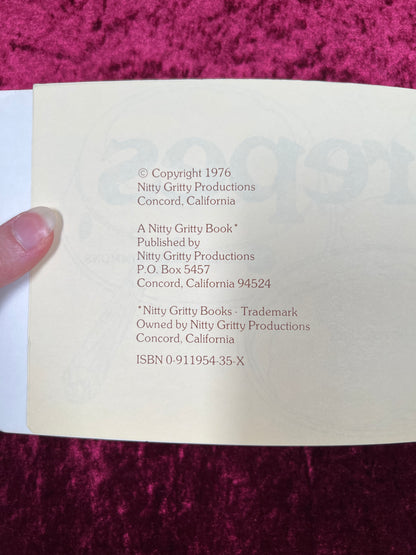 © Copyright 1976
Nitty Gritty Productions
Concord, California
A Nitty Gritty Book*
Published by
Nitty Gritty Productions
P.O. Box 5457
Concord, California 94524
*Nitty Gritty Books · Trademark
Owned by Nitty Gritty Productions
Concord, California
ISBN 0-911954-35-X